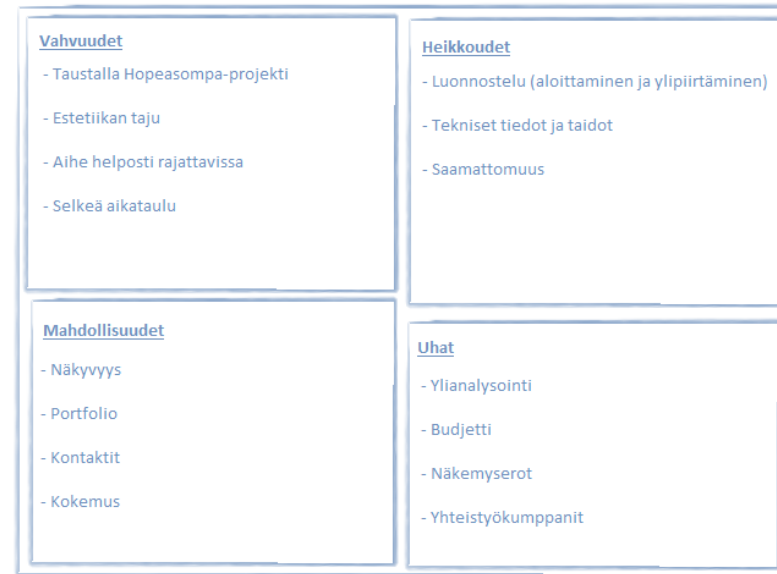 Vahvuudet
- Taustalla Hopeasompa-projekti
- Estetiikan taju
- Aihe helposti rajattavissa
- Selkeä aikataulu
Heikkoudet
- Luonnostelu (aloittaminen ja ylipiirtäminen)
- Tekniset tiedot ja taidot
- Saamattomuus
Mahdollisuudet
- Näkyvyys
- Portfolio
- Kontaktit
- Kokemus
Uhat
- Ylianalysointi
- Budjetti
- Näkemyserot
- Yhteistyökumppanit